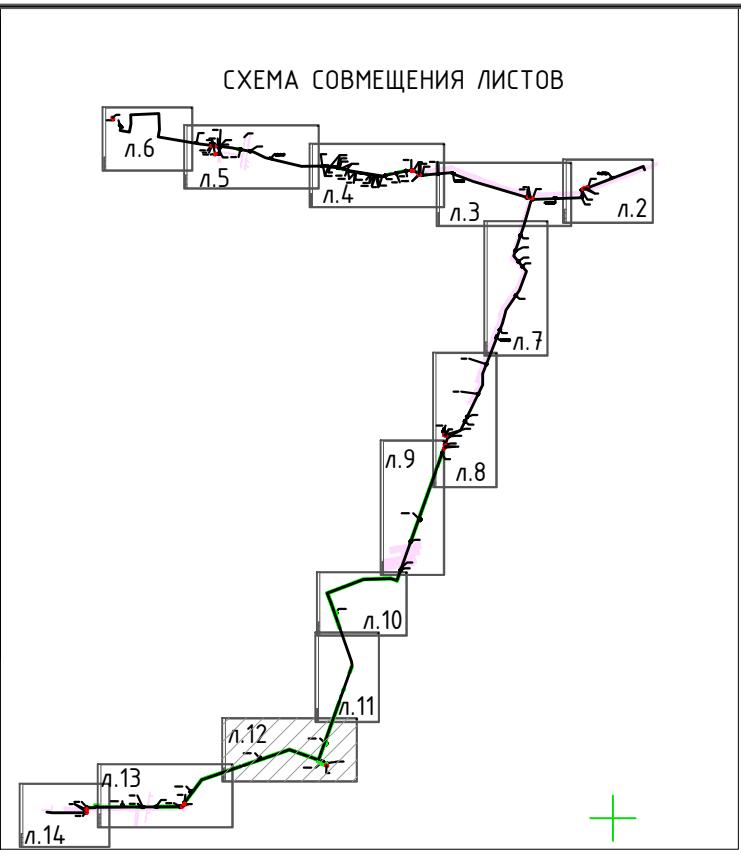 СХЕМА СОВМЕЩЕНИЯ ЛИСТОВ
л.6
л.5
л.4
л.3
л.2
л.7
л.8
л.9
л.10
л.11
л.12
л.13
л.14